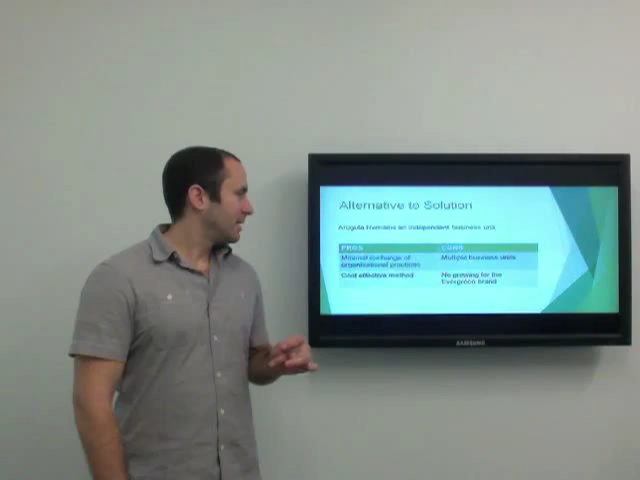 Alternative to Solution
Arugula Remains an independent business unit
PROS CONS
Minimal exchange of organizational practices Multiple business units
Cost effective method No growing for the Evergreen brand
SAMSUNG